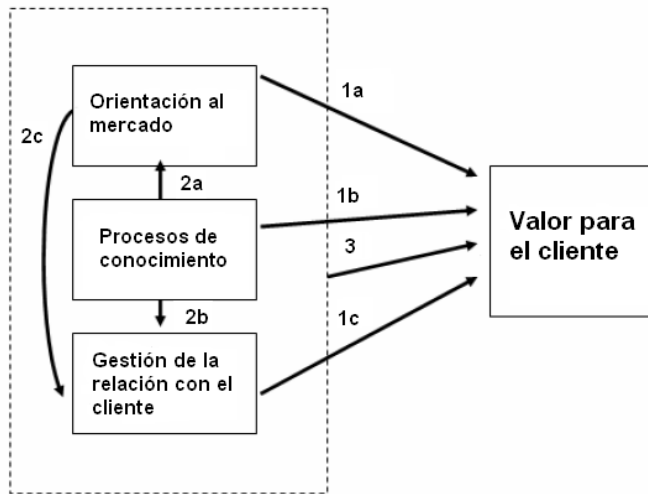 Orientación al
mercado
1a
2c
2a
1b
Procesos de
conocimiento
Valor para
el cliente
3
2b
1c
Gestión de la
relación con el
cliente